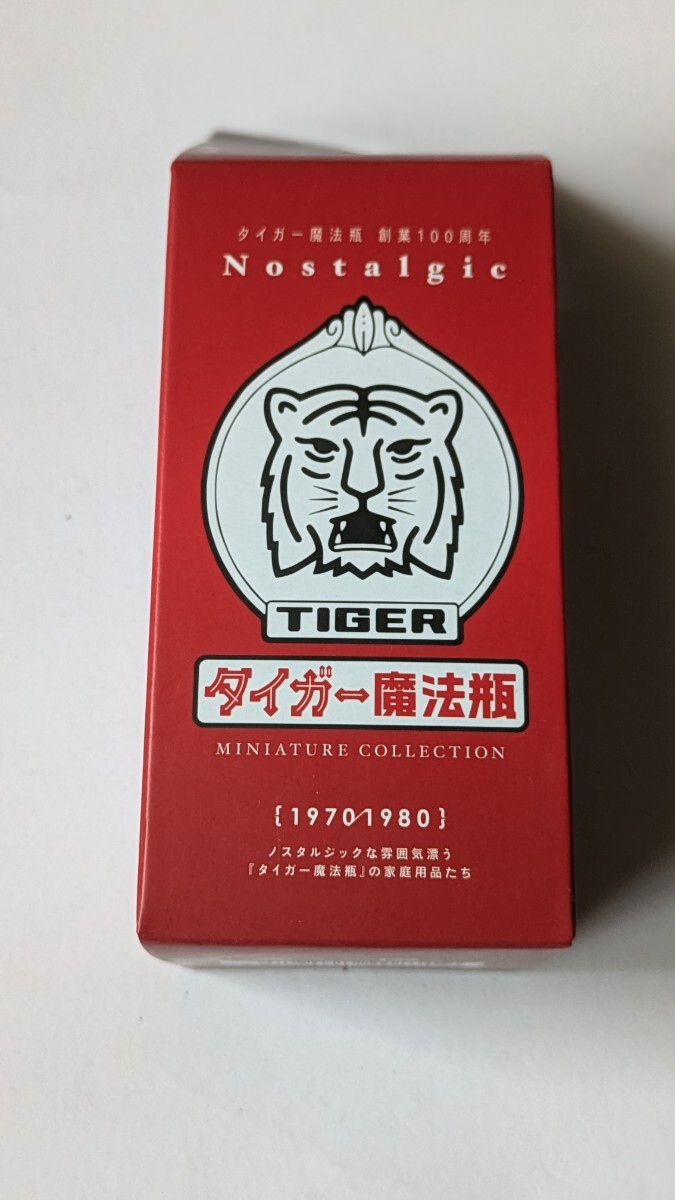 タイガー魔法瓶 創業100周年
Nostalgic
TIGER
タイガー魔法瓶
MINIATURE COLLECTION
{1970/1980}
ノスタルジックな雰囲気漂う
『タイガー魔法瓶』の家庭用品たち